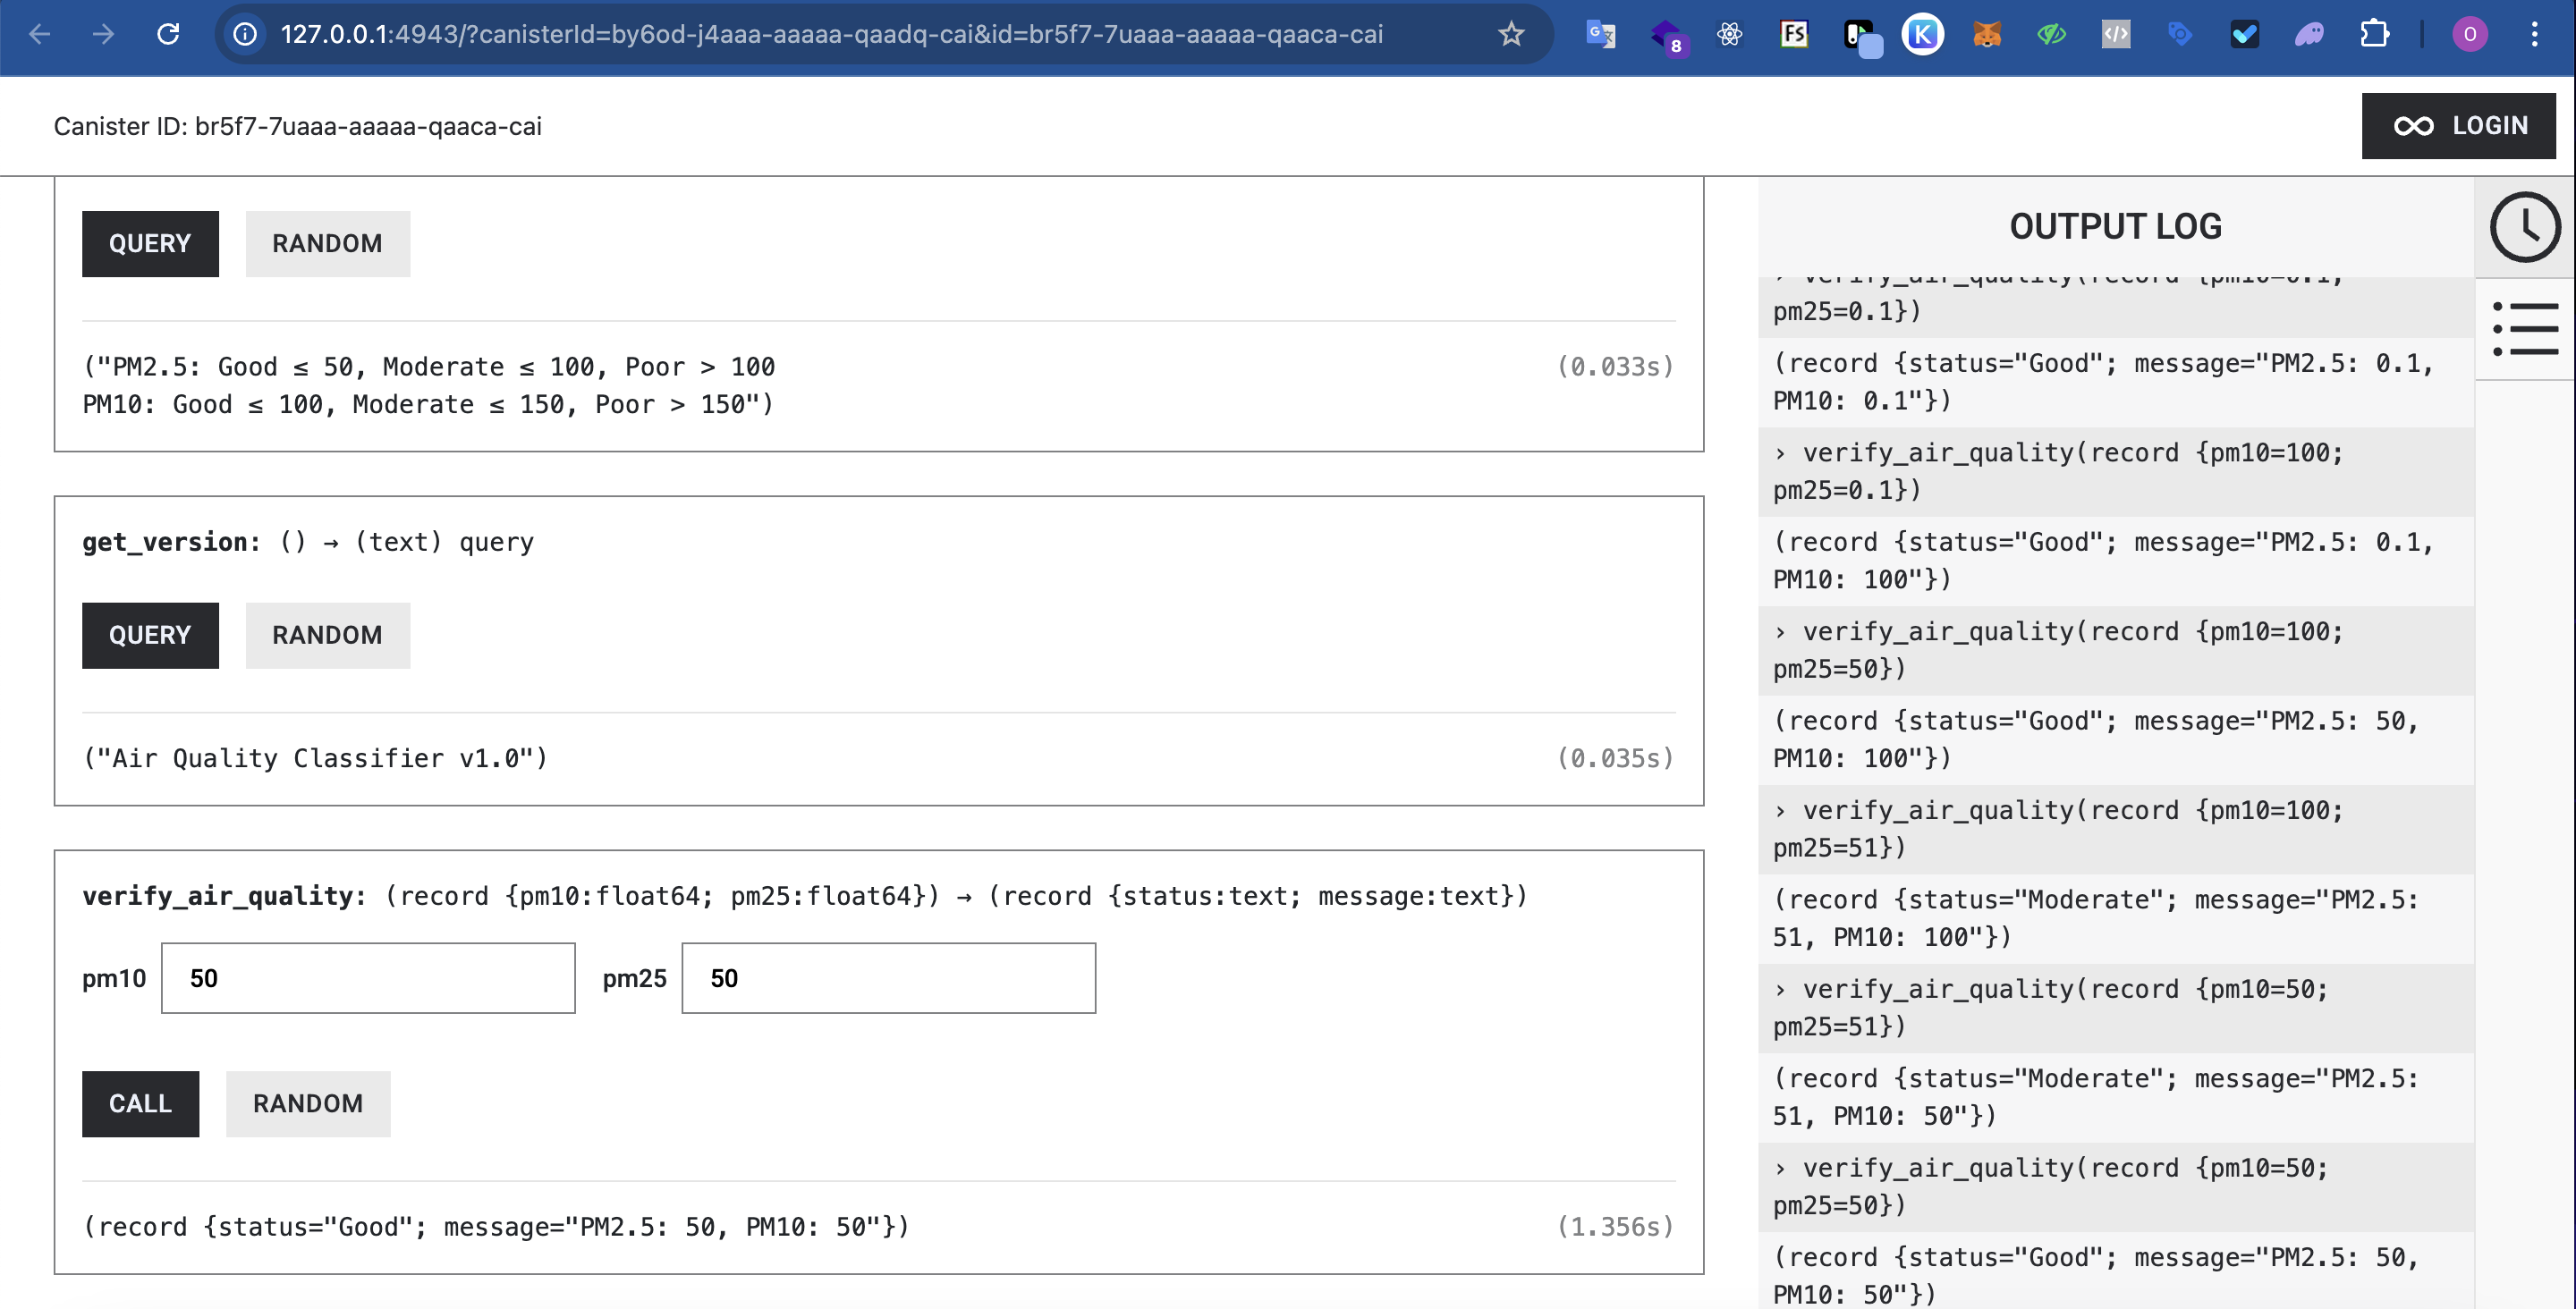 127.0.0.1:4943/?canisterId=by6od-j4aaa-aaaaa-qaadq-cai&id=br5f7-7uaaa-aaaaa-qaaca-cai
8
FS
K
</>
O
Canister ID: br5f7-7uaaa-aaaaa-qaaca-cai
LOGIN
QUERY RANDOM
("PM2.5: Good ≤ 50, Moderate ≤ 100, Poor > 100 (0.033s)
PM10: Good ≤ 100, Moderate ≤ 150, Poor > 150")
get_version: () → (text) query
QUERY RANDOM
("Air Quality Classifier v1.0") (0.035s)
verify_air_quality: (record {pm10:float64; pm25:float64}) → (record {status:text; message:text})
pm10 50 pm25 50
CALL RANDOM
(record {status="Good"; message="PM2.5: 50, PM10: 50"}) (1.356s)
OUTPUT LOG
› verify_air_quality(record {pm10=0.1;
pm25=0.1})
(record {status="Good"; message="PM2.5: 0.1,
PM10: 0.1"})
› verify_air_quality(record {pm10=100;
pm25=0.1})
(record {status="Good"; message="PM2.5: 0.1,
PM10: 100"})
› verify_air_quality(record {pm10=100;
pm25=50})
(record {status="Good"; message="PM2.5: 50,
PM10: 100"})
› verify_air_quality(record {pm10=100;
pm25=51})
(record {status="Moderate"; message="PM2.5:
51, PM10: 100"})
› verify_air_quality(record {pm10=50;
pm25=51})
(record {status="Moderate"; message="PM2.5:
51, PM10: 50"})
› verify_air_quality(record {pm10=50;
pm25=50})
(record {status="Good"; message="PM2.5: 50,
PM10: 50"})